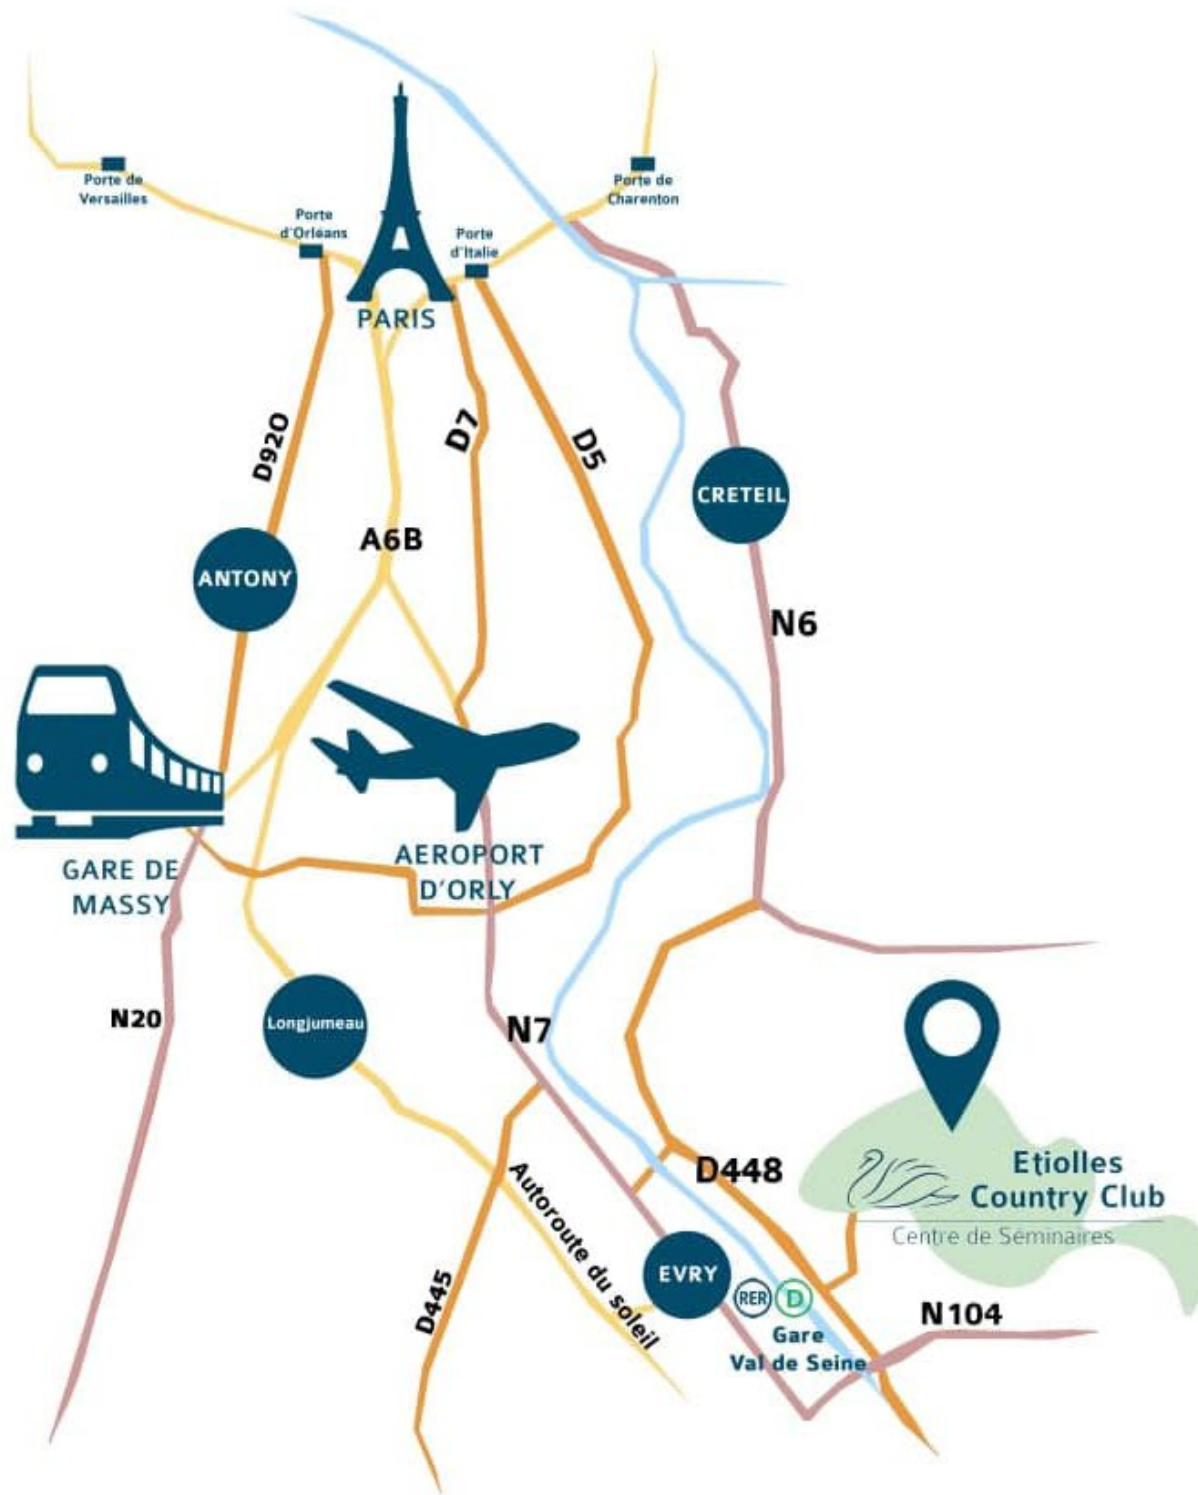 Porte de
Versailles
Porte de
Charenton
Porte
d'Orléans
Porte
d'Italie
PARIS
D920
D7
D5
CRETEIL
A6B
ANTONY
N6
AEROPORT
D'ORLY
GARE DE
MASSY
N20
Longjumeau
N7
D448
Etiolles
Country Club
Centre de Séminaires
Autoroute du soleil
D445
EVRY
RER D
Gare
Val de Seine
N104